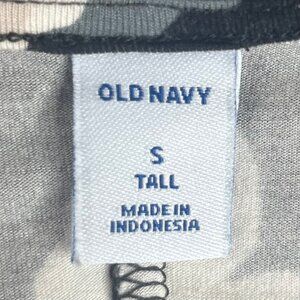 OLD NAVY
S
TALL
MADE IN
INDONESIA